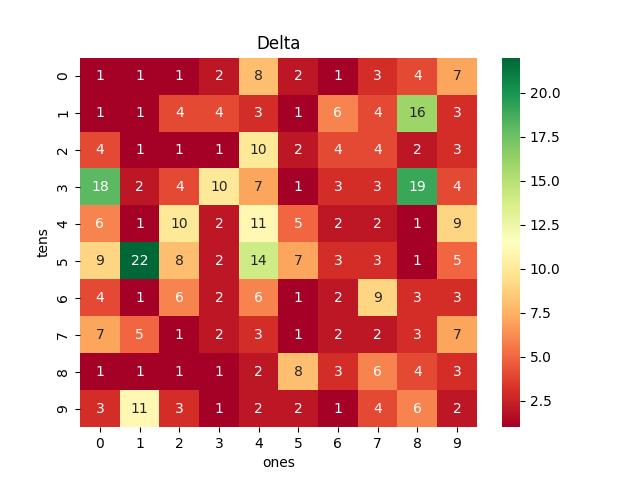 Delta
0 1 1 1 2 8 2 1 3 4 7
1 1 1 4 4 3 1 6 4 16 3
2 4 1 1 1 10 2 4 4 2 3
3 18 2 4 10 7 1 3 3 19 4
4 6 1 10 2 11 5 2 2 1 9
5 9 22 8 2 14 7 3 3 1 5
6 4 1 6 2 6 1 2 9 3 3
7 7 5 1 2 3 1 2 2 3 7
8 1 1 1 1 2 8 3 6 4 3
9 3 11 3 1 2 2 1 4 6 2
0 1 2 3 4 5 6 7 8 9
tens
ones
20.0
17.5
15.0
12.5
10.0
7.5
5.0
2.5